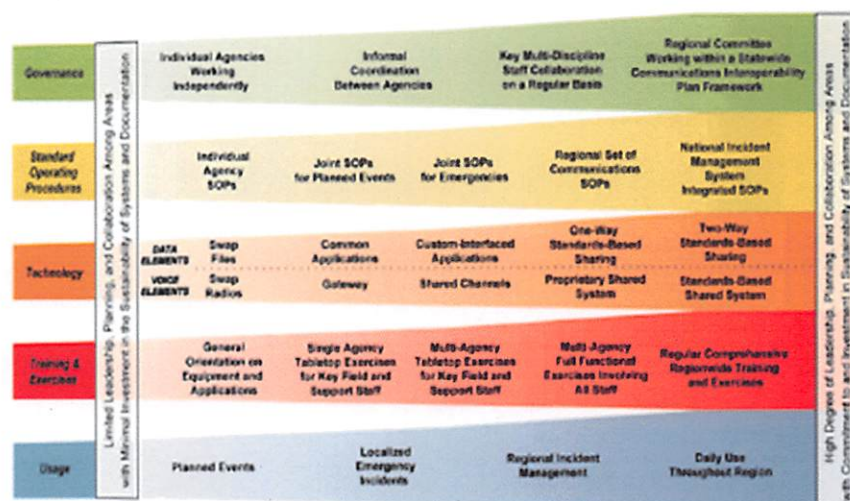 Governance
Individual Agencies
Working
Independently
Informal
Coordination
Between Agencies
Key Multi-Discipline
Staff Collaboration
on a Regular Basis
Regional Committee
Working within a Statewide
Communications Interoperability
Plan Framework
Standard
Operating
Procedures
Individual
Agency
SOPs
Joint SOPs
for Planned Events
Joint SOPs
for Emergencies
Regional Set of
Communications
SOPs
National Incident
Management
System
Integrated SOPs
Technology
DATA
ELEMENTS
Swap
Files
Common
Applications
Custom-Interfaced
Applications
One-Way
Standards-Based
Sharing
Two-Way
Standards-Based
Sharing
VOICE
ELEMENTS
Swap
Radios
Gateway
Shared Channels
Proprietary Shared
System
Standards-Based
Shared System
Training &
Exercises
General
Orientation on
Equipment and
Applications
Single Agency
Tabletop Exercises
for Key Field and
Support Staff
Multi-Agency
Tabletop Exercises
for Key Field and
Support Staff
Multi-Agency
Full Functional
Exercises Involving
All Staff
Regular Comprehensive
Regionwide Training
and Exercises
Usage
Planned Events
Localized
Emergency
Incidents
Regional Incident
Management
Daily Use
Throughout Region
Limited Leadership, Planning, and Collaboration Among Areas
with Minimal Investment in the Sustainability of Systems and Documentation
High Degree of Leadership, Planning, and Collaboration Among Areas
with Commitment to and Investment in the Sustainability of Systems and Documentation